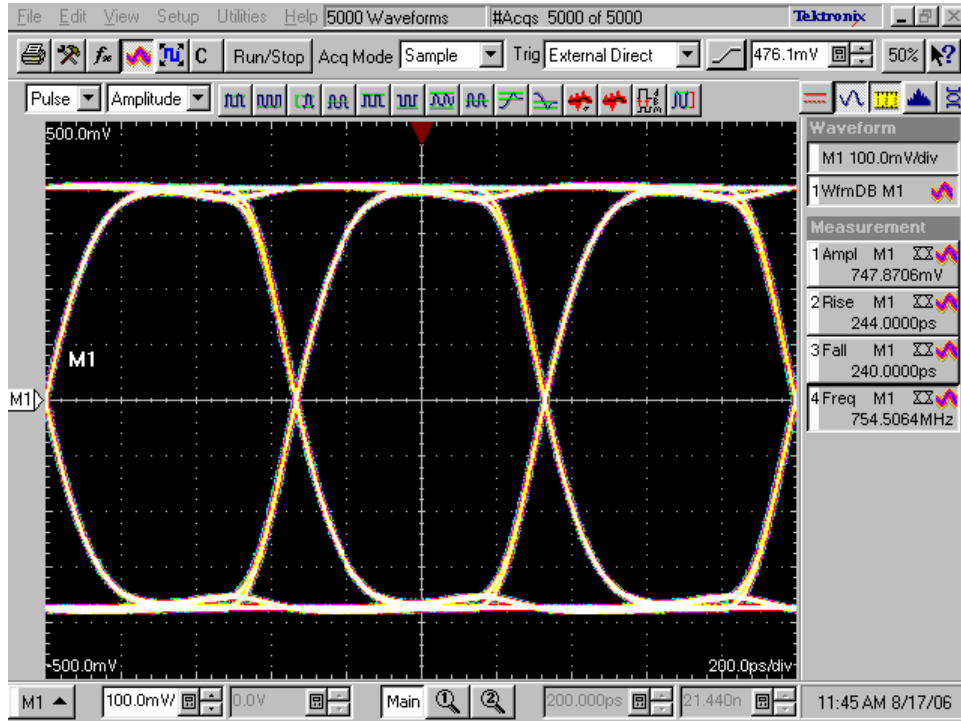 File Edit View Setup Utilities Help 5000 Waveforms #Acqs 5000 of 5000 Tektronix
C Run/Stop Acq Mode Sample Trig External Direct 476.1mV 50%
Pulse Amplitude
500.0mV
Waveform
M1 100.0mV/div
1 WfmDB M1
Measurement
1 Ampl M1
747.8706mV
2 Rise M1
244.0000ps
3 Fall M1
240.0000ps
4 Freq M1
754.5064MHz
M1
M1
-500.0mV 200.0ps/div
M1 100.0mV/ 0.0V Main 1 2 200.000ps 21.440n 11:45 AM 8/17/06